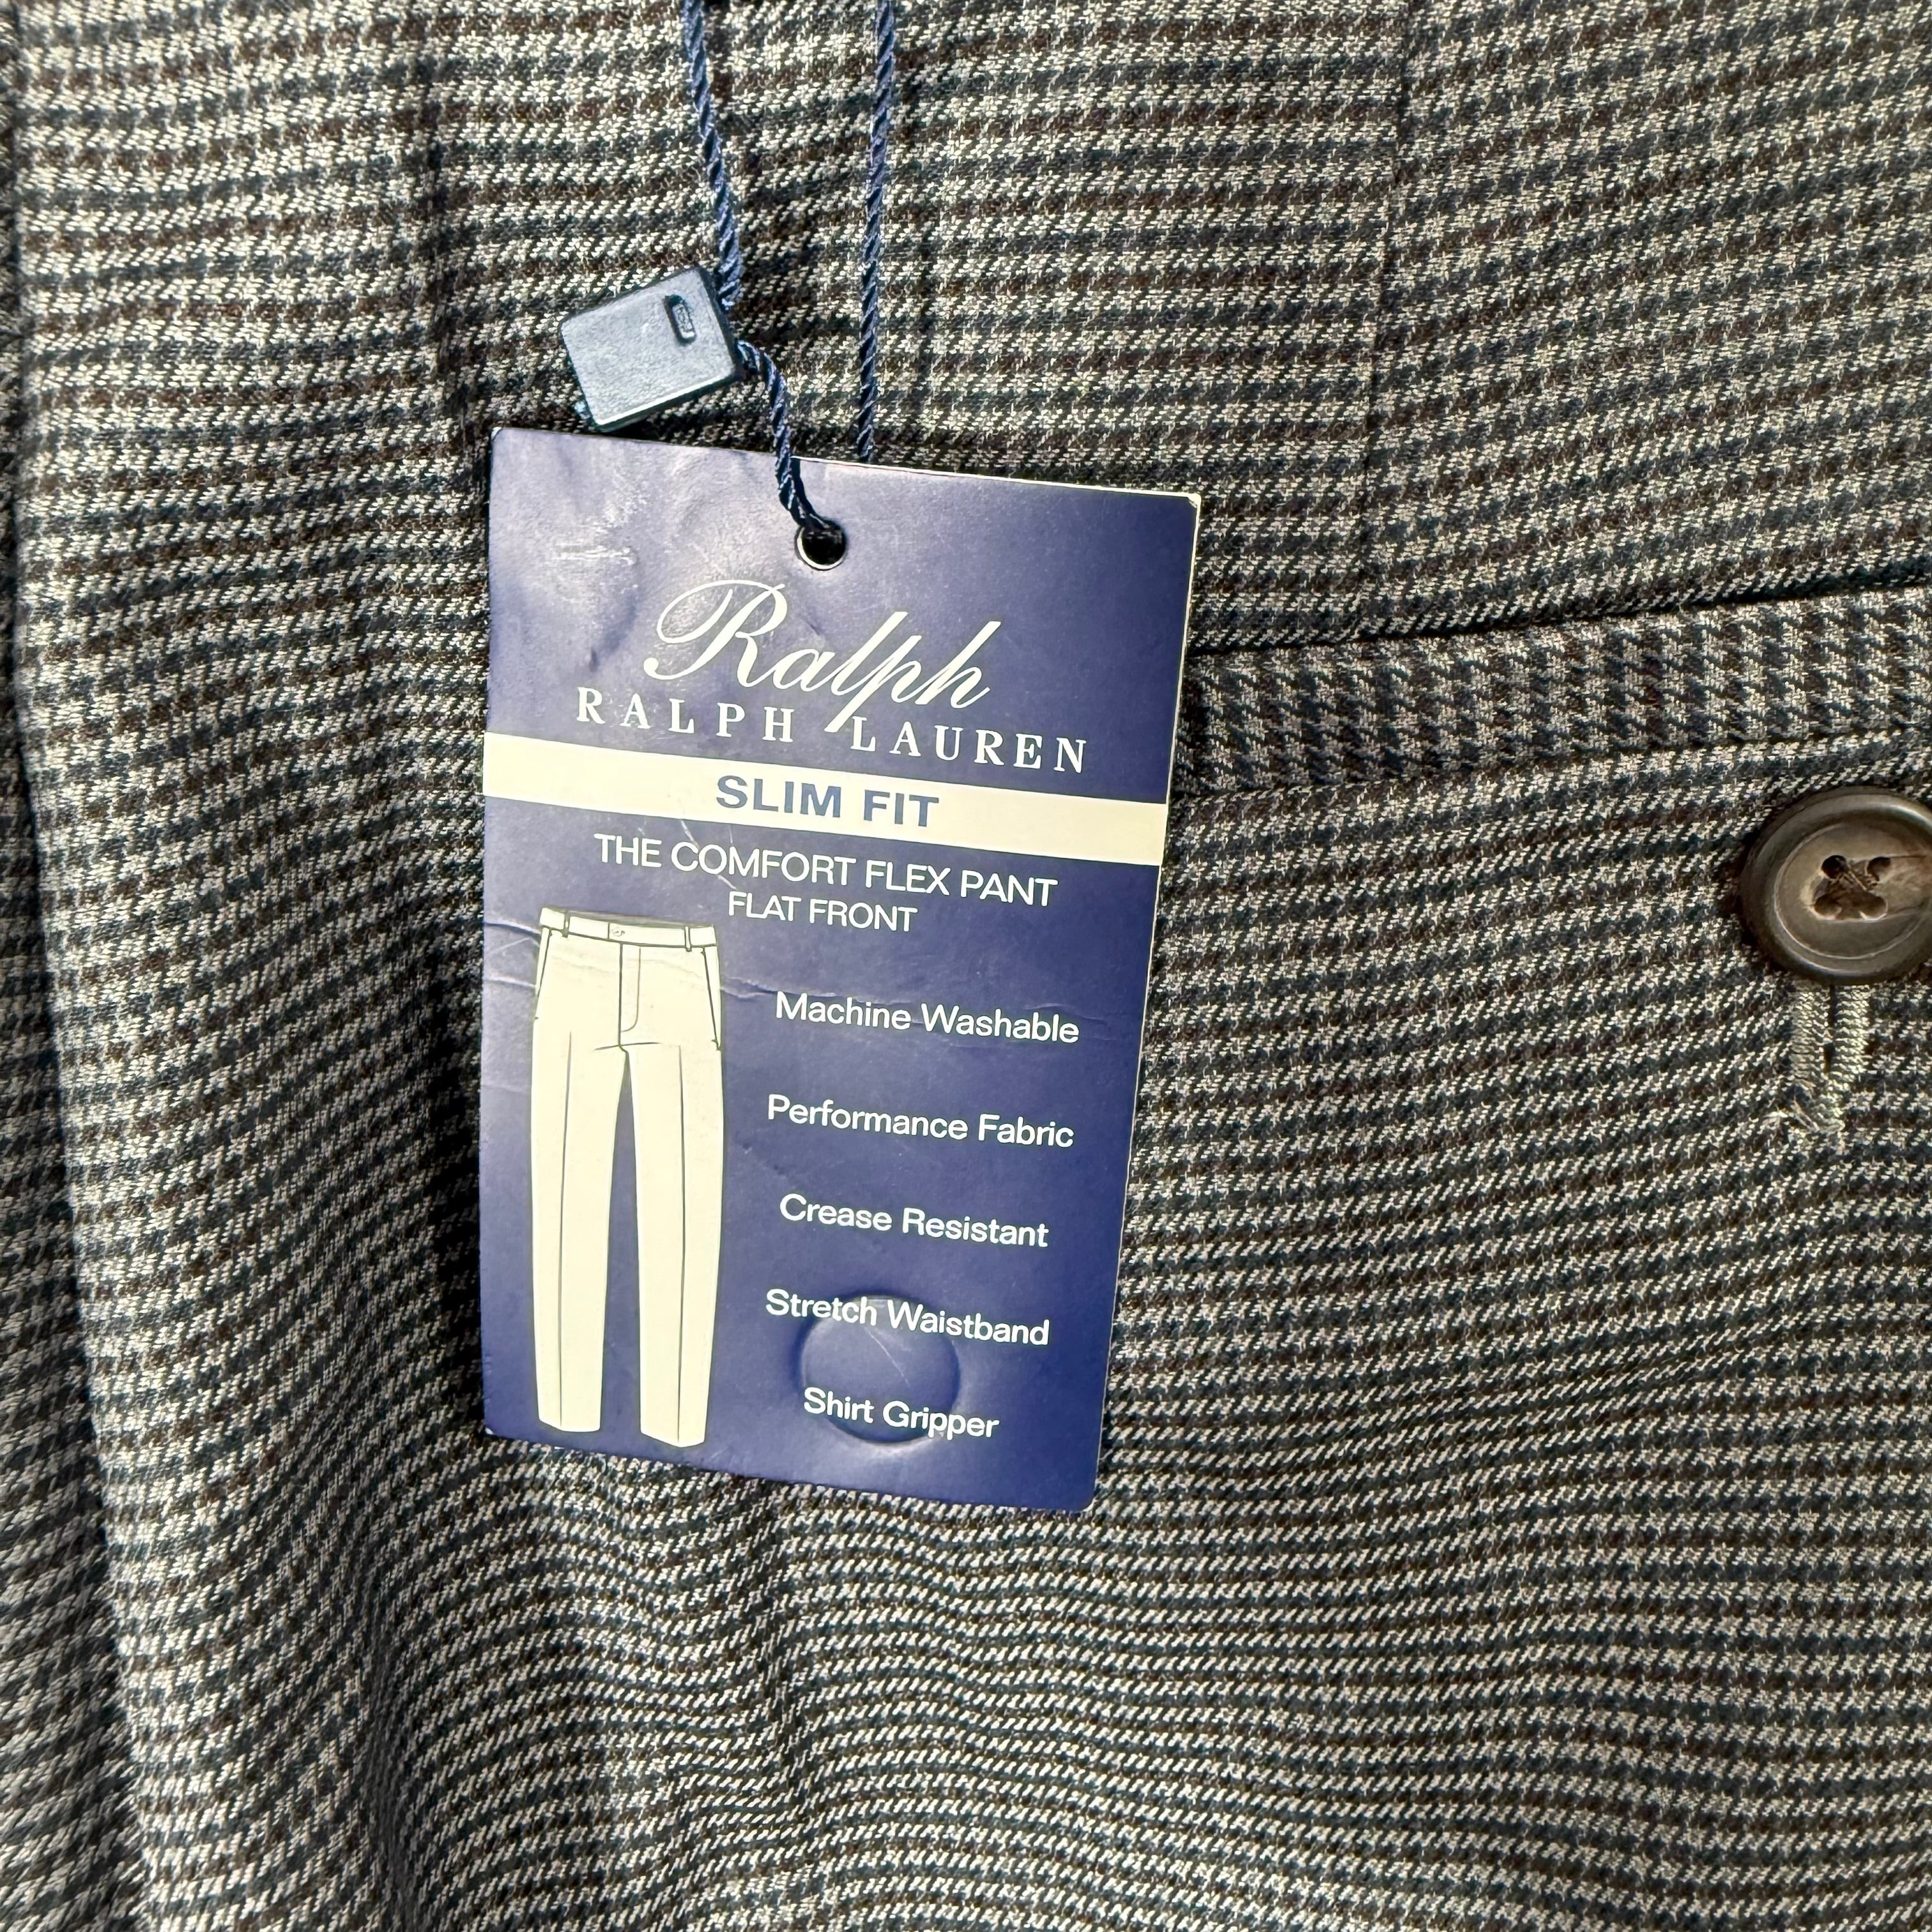 Ralph
RALPH LAUREN
SLIM FIT
THE COMFORT FLEX PANT
FLAT FRONT
Machine Washable
Performance Fabric
Crease Resistant
Stretch Waistband
Shirt Gripper